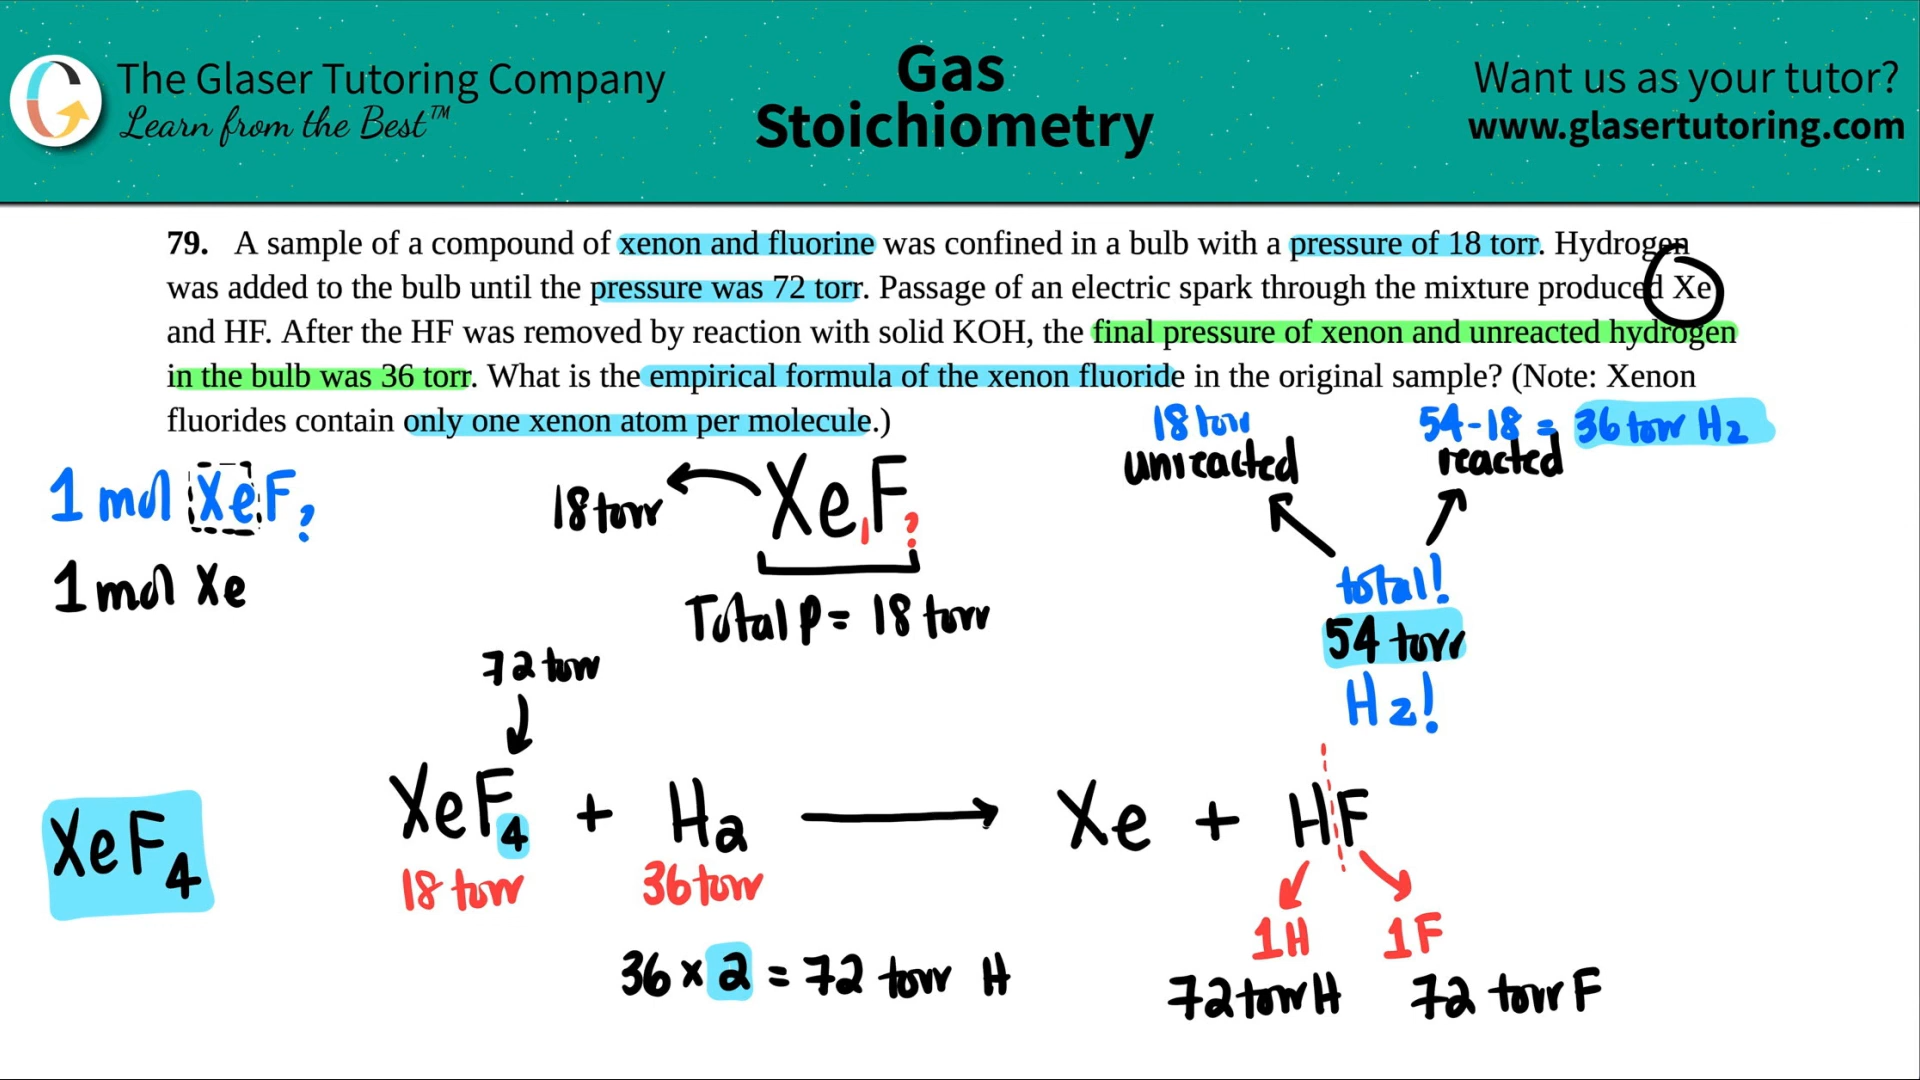 The Glaser Tutoring Company
Learn from the Best™
Gas
Stoichiometry
Want us as your tutor?
www.glasertutoring.com
79. A sample of a compound of xenon and fluorine was confined in a bulb with a pressure of 18 torr. Hydrogen
was added to the bulb until the pressure was 72 torr. Passage of an electric spark through the mixture produced Xe
and HF. After the HF was removed by reaction with solid KOH, the final pressure of xenon and unreacted hydrogen
in the bulb was 36 torr. What is the empirical formula of the xenon fluoride in the original sample? (Note: Xenon
fluorides contain only one xenon atom per molecule.)
18 torr
unreacted
54-18 = 36 torr H2
reacted
1 mol XeF?
1 mol Xe
18 torr
Xe1F?
Total P = 18 torr
total!
54 torr
H2!
72 torr
XeF4 + H2 → Xe + HF
18 torr
36 torr
XeF4
1H
1F
36 x 2 = 72 torr H
72 torr H
72 torr F